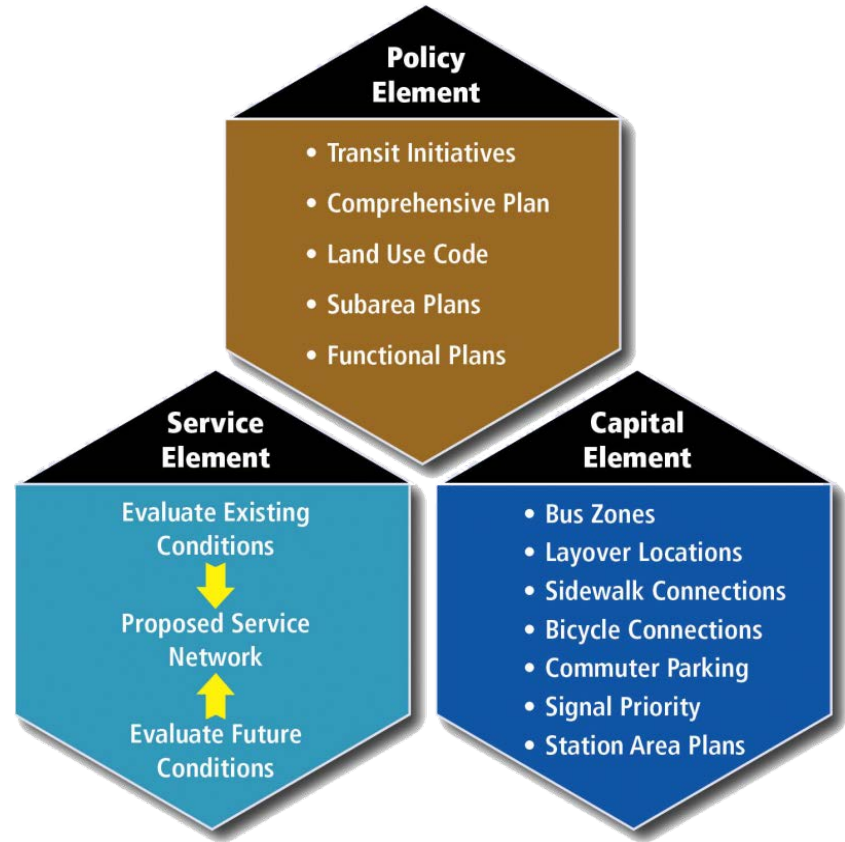 Policy
Element
• Transit Initiatives
• Comprehensive Plan
• Land Use Code
• Subarea Plans
• Functional Plans
Service
Element
Evaluate Existing
Conditions
Proposed Service
Network
Evaluate Future
Conditions
Capital
Element
• Bus Zones
• Layover Locations
• Sidewalk Connections
• Bicycle Connections
• Commuter Parking
• Signal Priority
• Station Area Plans